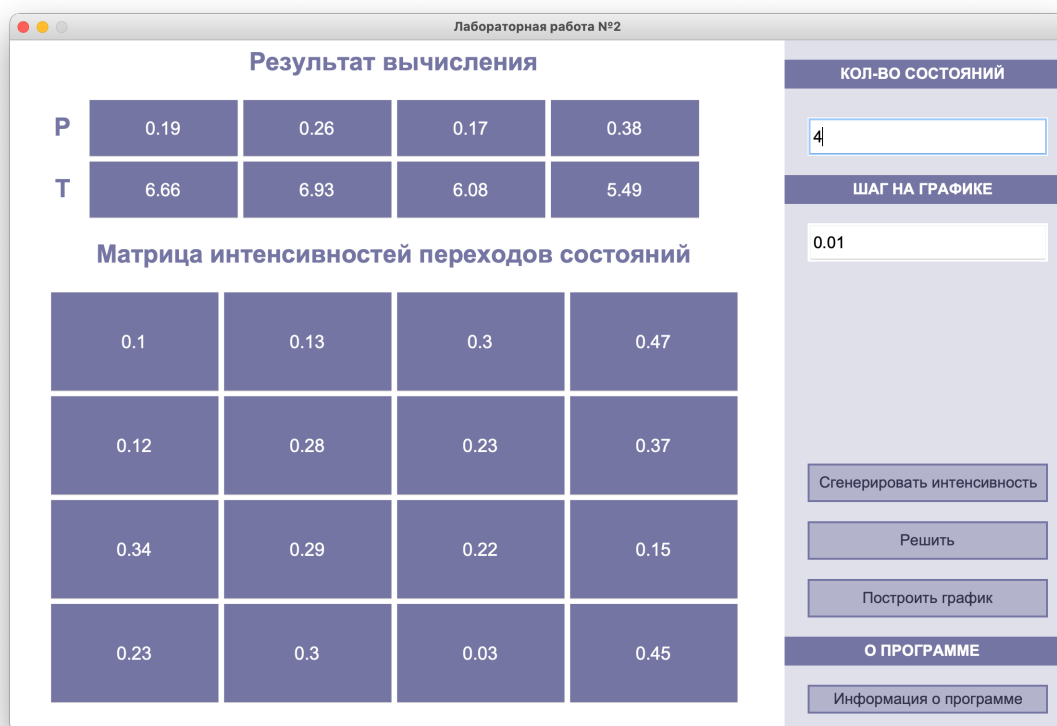 Лабораторная работа №2
Результат вычисления
P 0.19 0.26 0.17 0.38
T 6.66 6.93 6.08 5.49
Матрица интенсивностей переходов состояний
0.1 0.13 0.3 0.47
0.12 0.28 0.23 0.37
0.34 0.29 0.22 0.15
0.23 0.3 0.03 0.45
КОЛ-ВО СОСТОЯНИЙ
4
ШАГ НА ГРАФИКЕ
0.01
Сгенерировать интенсивность
Решить
Построить график
О ПРОГРАММЕ
Информация о программе